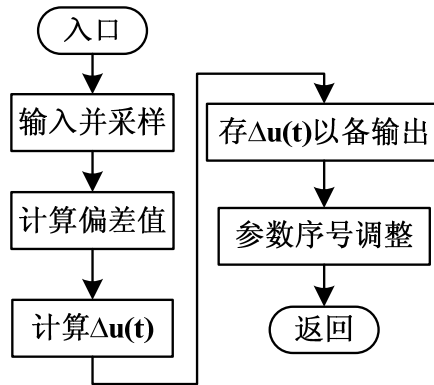 入口
输入并采样
计算偏差值
计算Δu(t)
存Δu(t)以备输出
参数序号调整
返回